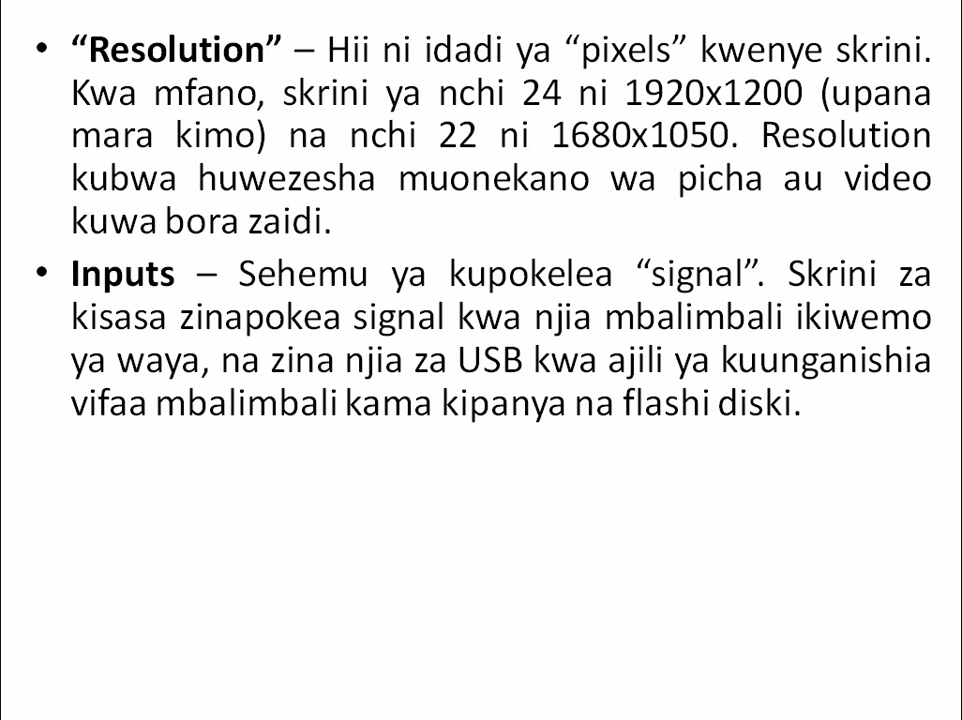 • “Resolution” – Hii ni idadi ya “pixels” kwenye skrini.
Kwa mfano, skrini ya nchi 24 ni 1920x1200 (upana
mara kimo) na nchi 22 ni 1680x1050. Resolution
kubwa huwezesha muonekano wa picha au video
kuwa bora zaidi.
• Inputs – Sehemu ya kupokelea “signal”. Skrini za
kisasa zinapokea signal kwa njia mbalimbali ikiwemo
ya waya, na zina njia za USB kwa ajili ya kuunganishia
vifaa mbalimbali kama kipanya na flashi diski.